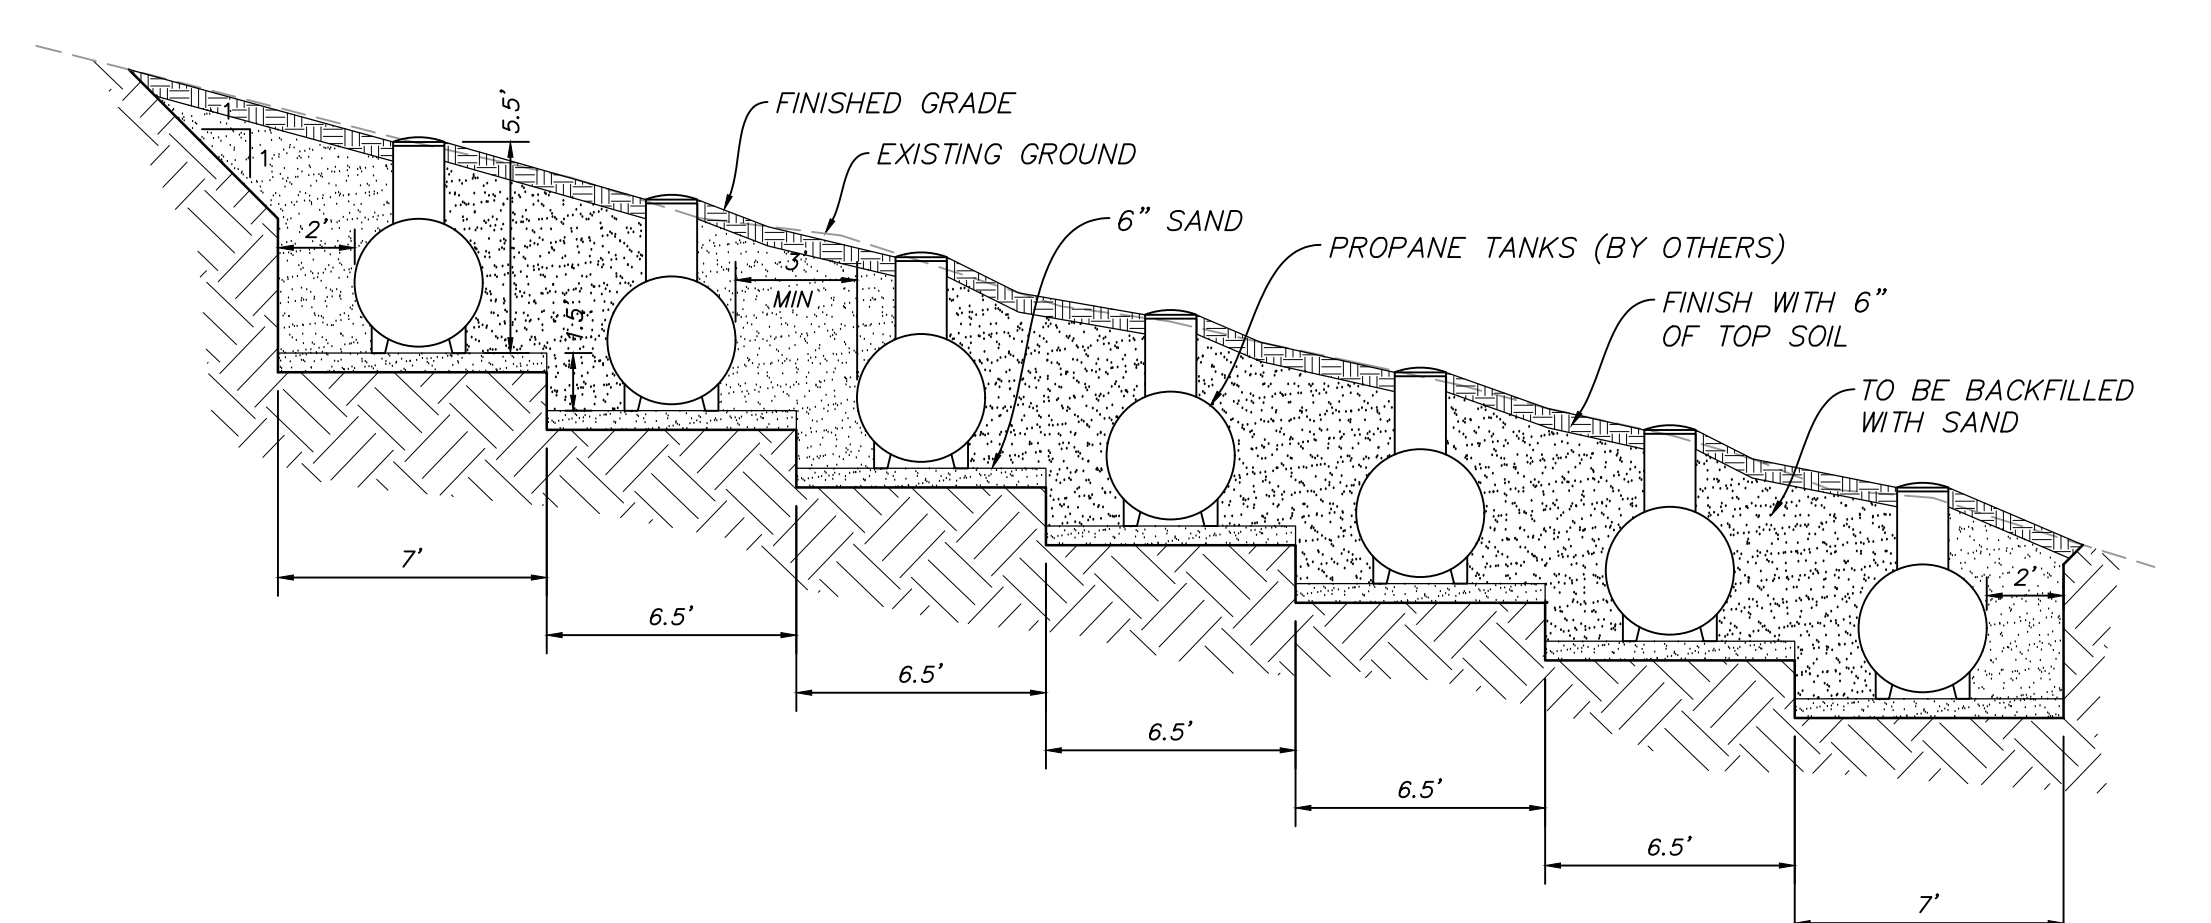 5.5’
1
1
FINISHED GRADE
EXISTING GROUND
6” SAND
2’
3’
MIN
PROPANE TANKS (BY OTHERS)
1.5’
FINISH WITH 6”
OF TOP SOIL
TO BE BACKFILLED
WITH SAND
7’
2’
6.5’
6.5’
6.5’
6.5’
6.5’
7’